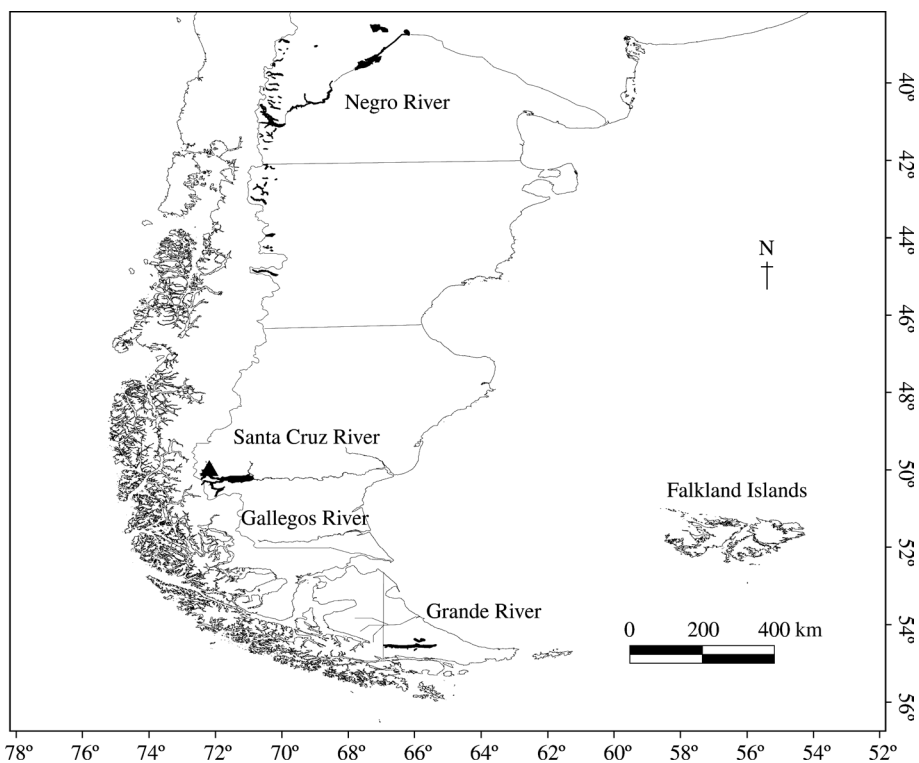 Negro River
40°
42°
44°
N
46°
48°
Santa Cruz River
50°
Falkland Islands
Gallegos River
52°
Grande River
0 200 400 km
54°
56°
78° 76° 74° 72° 70° 68° 66° 64° 62° 60° 58° 56° 54° 52°